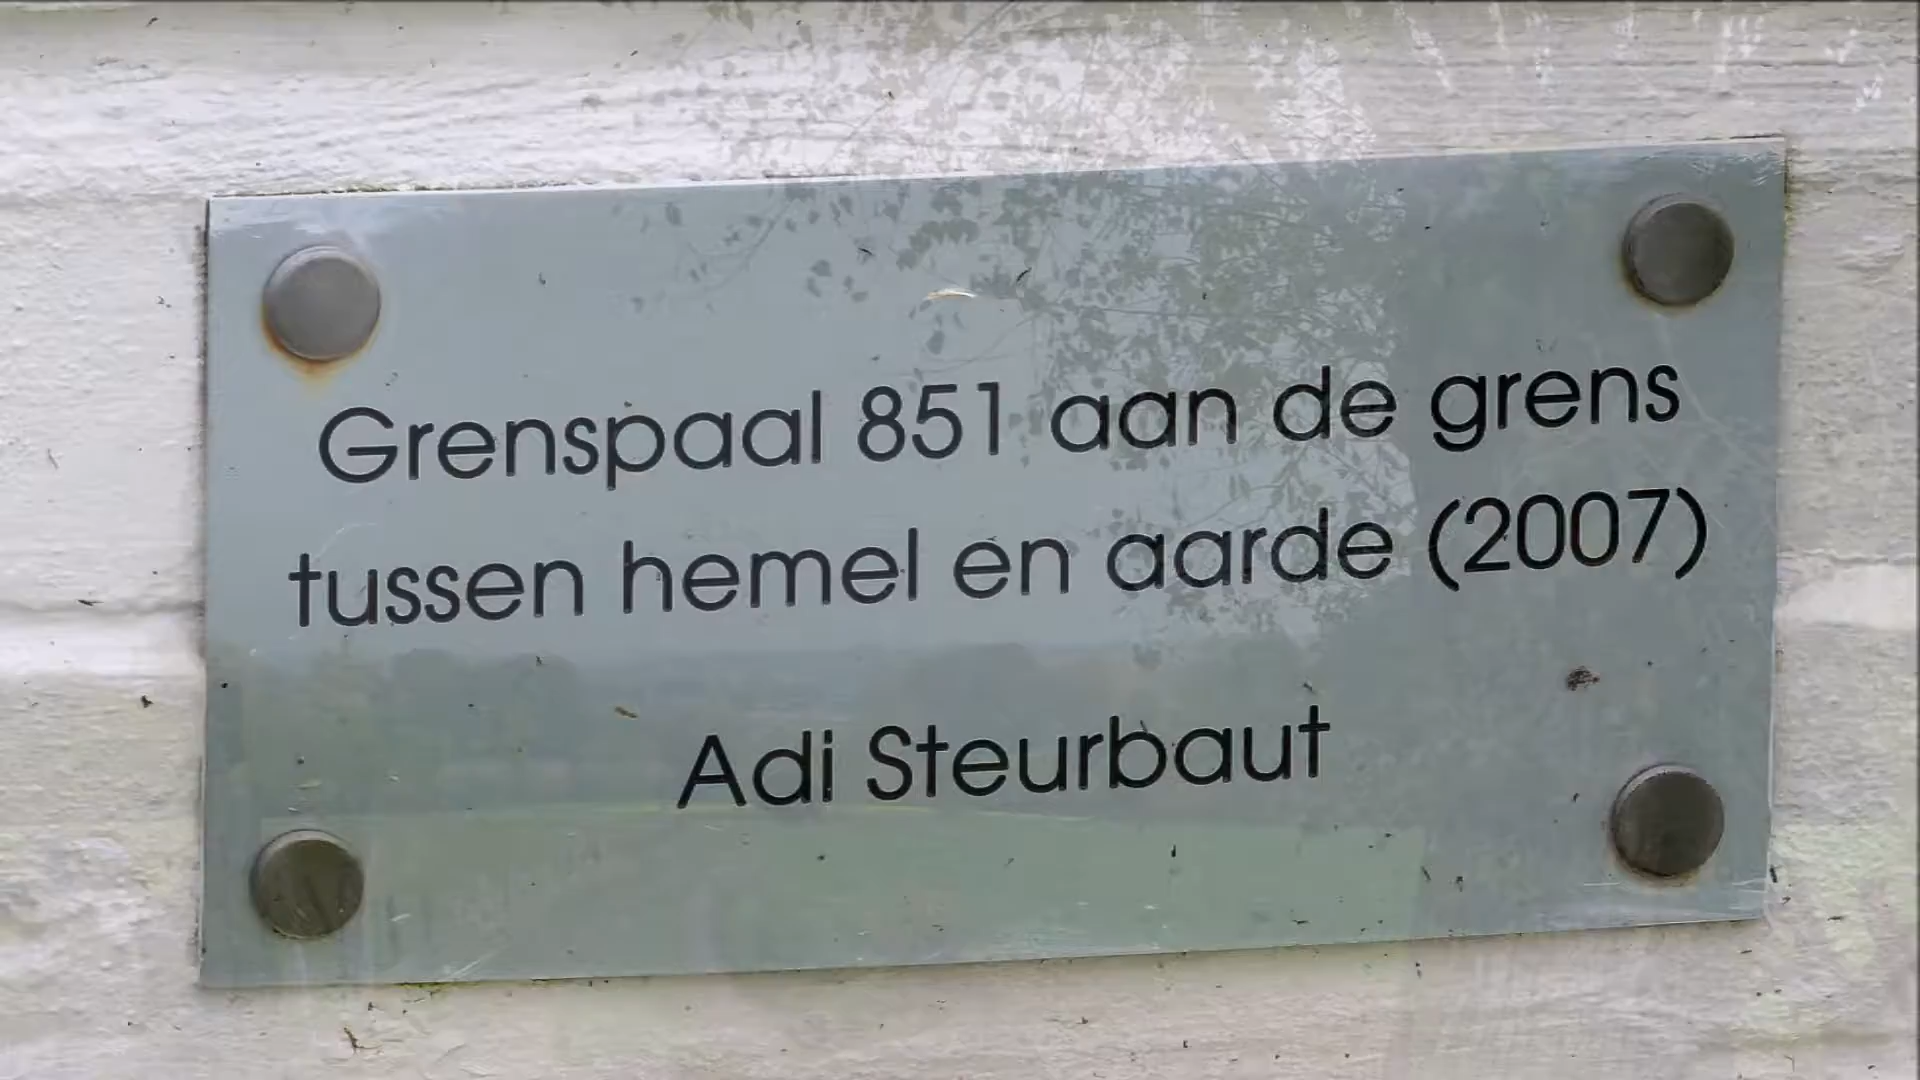 Grenspaal 851 aan de grens
tussen hemel en aarde (2007)
Adi Steurbaut